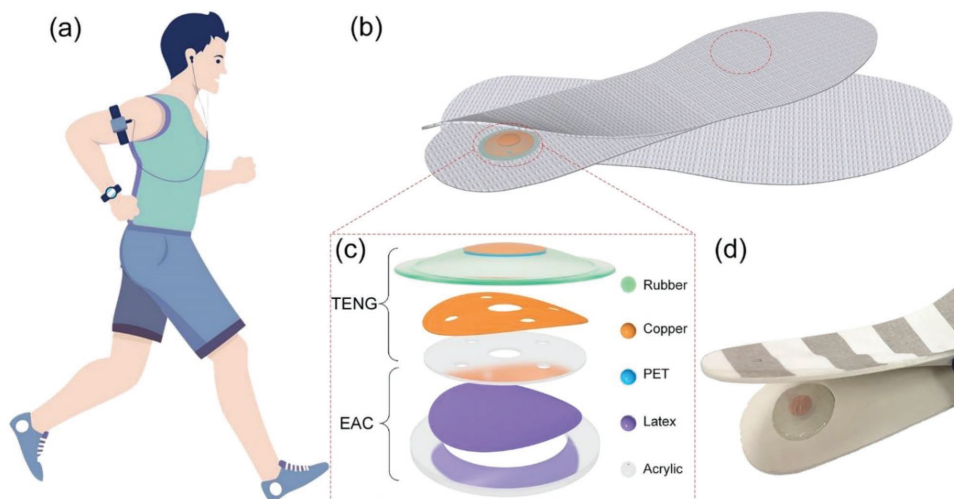 (a)
(b)
(c)
TENG
EAC
Rubber
Copper
PET
Latex
Acrylic
(d)